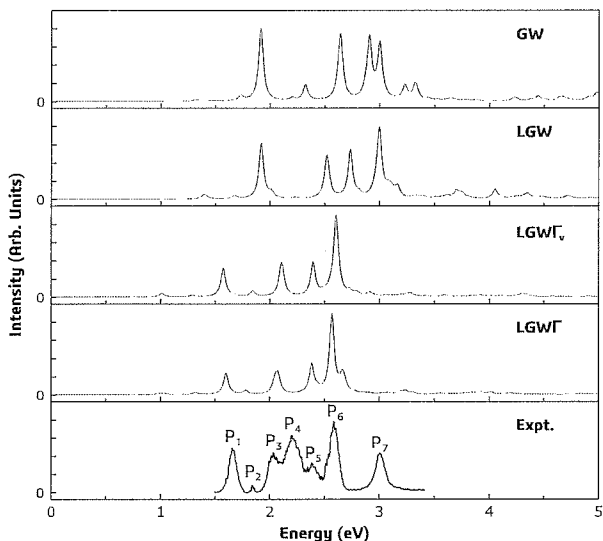 GW
0
LGW
0
LGWΓv
0
LGWΓ
0
Expt.
P1
P2
P3
P4
P5
P6
P7
0
0 1 2 3 4 5
Energy (eV)
Intensity (Arb. Units)